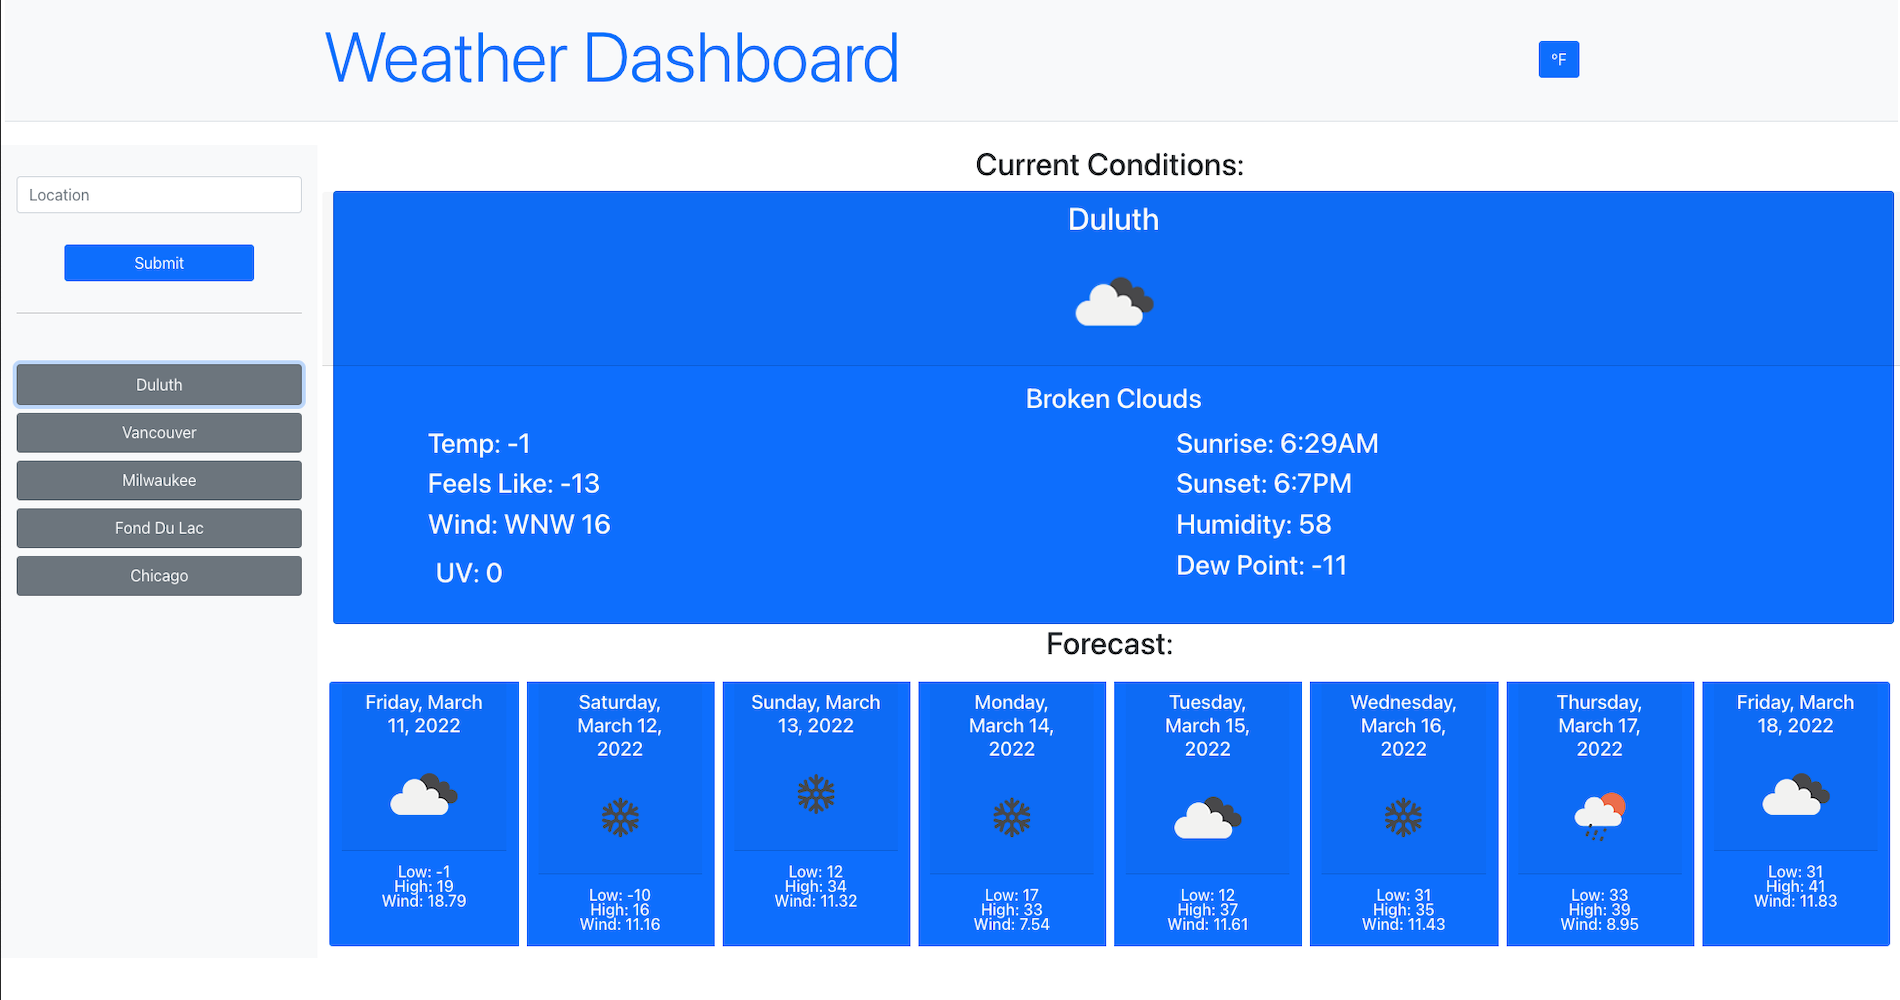 Weather Dashboard
°F
Location
Submit
Duluth
Vancouver
Milwaukee
Fond Du Lac
Chicago
Current Conditions:
Duluth
Broken Clouds
Temp: -1
Feels Like: -13
Wind: WNW 16
UV: 0
Sunrise: 6:29AM
Sunset: 6:7PM
Humidity: 58
Dew Point: -11
Forecast:
Friday, March
11, 2022
Low: -1
High: 19
Wind: 18.79
Saturday,
March 12,
2022
Low: -10
High: 16
Wind: 11.16
Sunday, March
13, 2022
Low: 12
High: 34
Wind: 11.32
Monday,
March 14,
2022
Low: 17
High: 33
Wind: 7.54
Tuesday,
March 15,
2022
Low: 12
High: 37
Wind: 11.61
Wednesday,
March 16,
2022
Low: 31
High: 35
Wind: 11.43
Thursday,
March 17,
2022
Low: 33
High: 39
Wind: 8.95
Friday, March
18, 2022
Low: 31
High: 41
Wind: 11.83